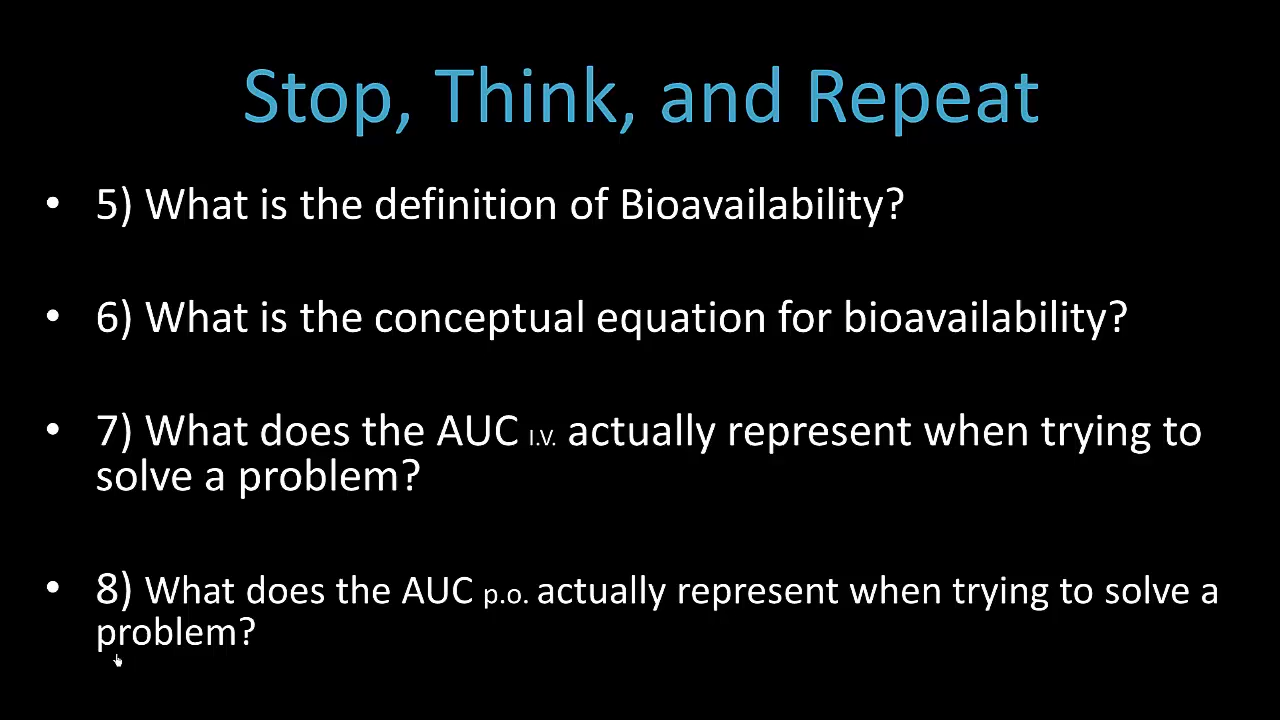 Stop, Think, and Repeat
• 5) What is the definition of Bioavailability?
• 6) What is the conceptual equation for bioavailability?
• 7) What does the AUC I.V. actually represent when trying to
solve a problem?
• 8) What does the AUC p.o. actually represent when trying to solve a
problem?